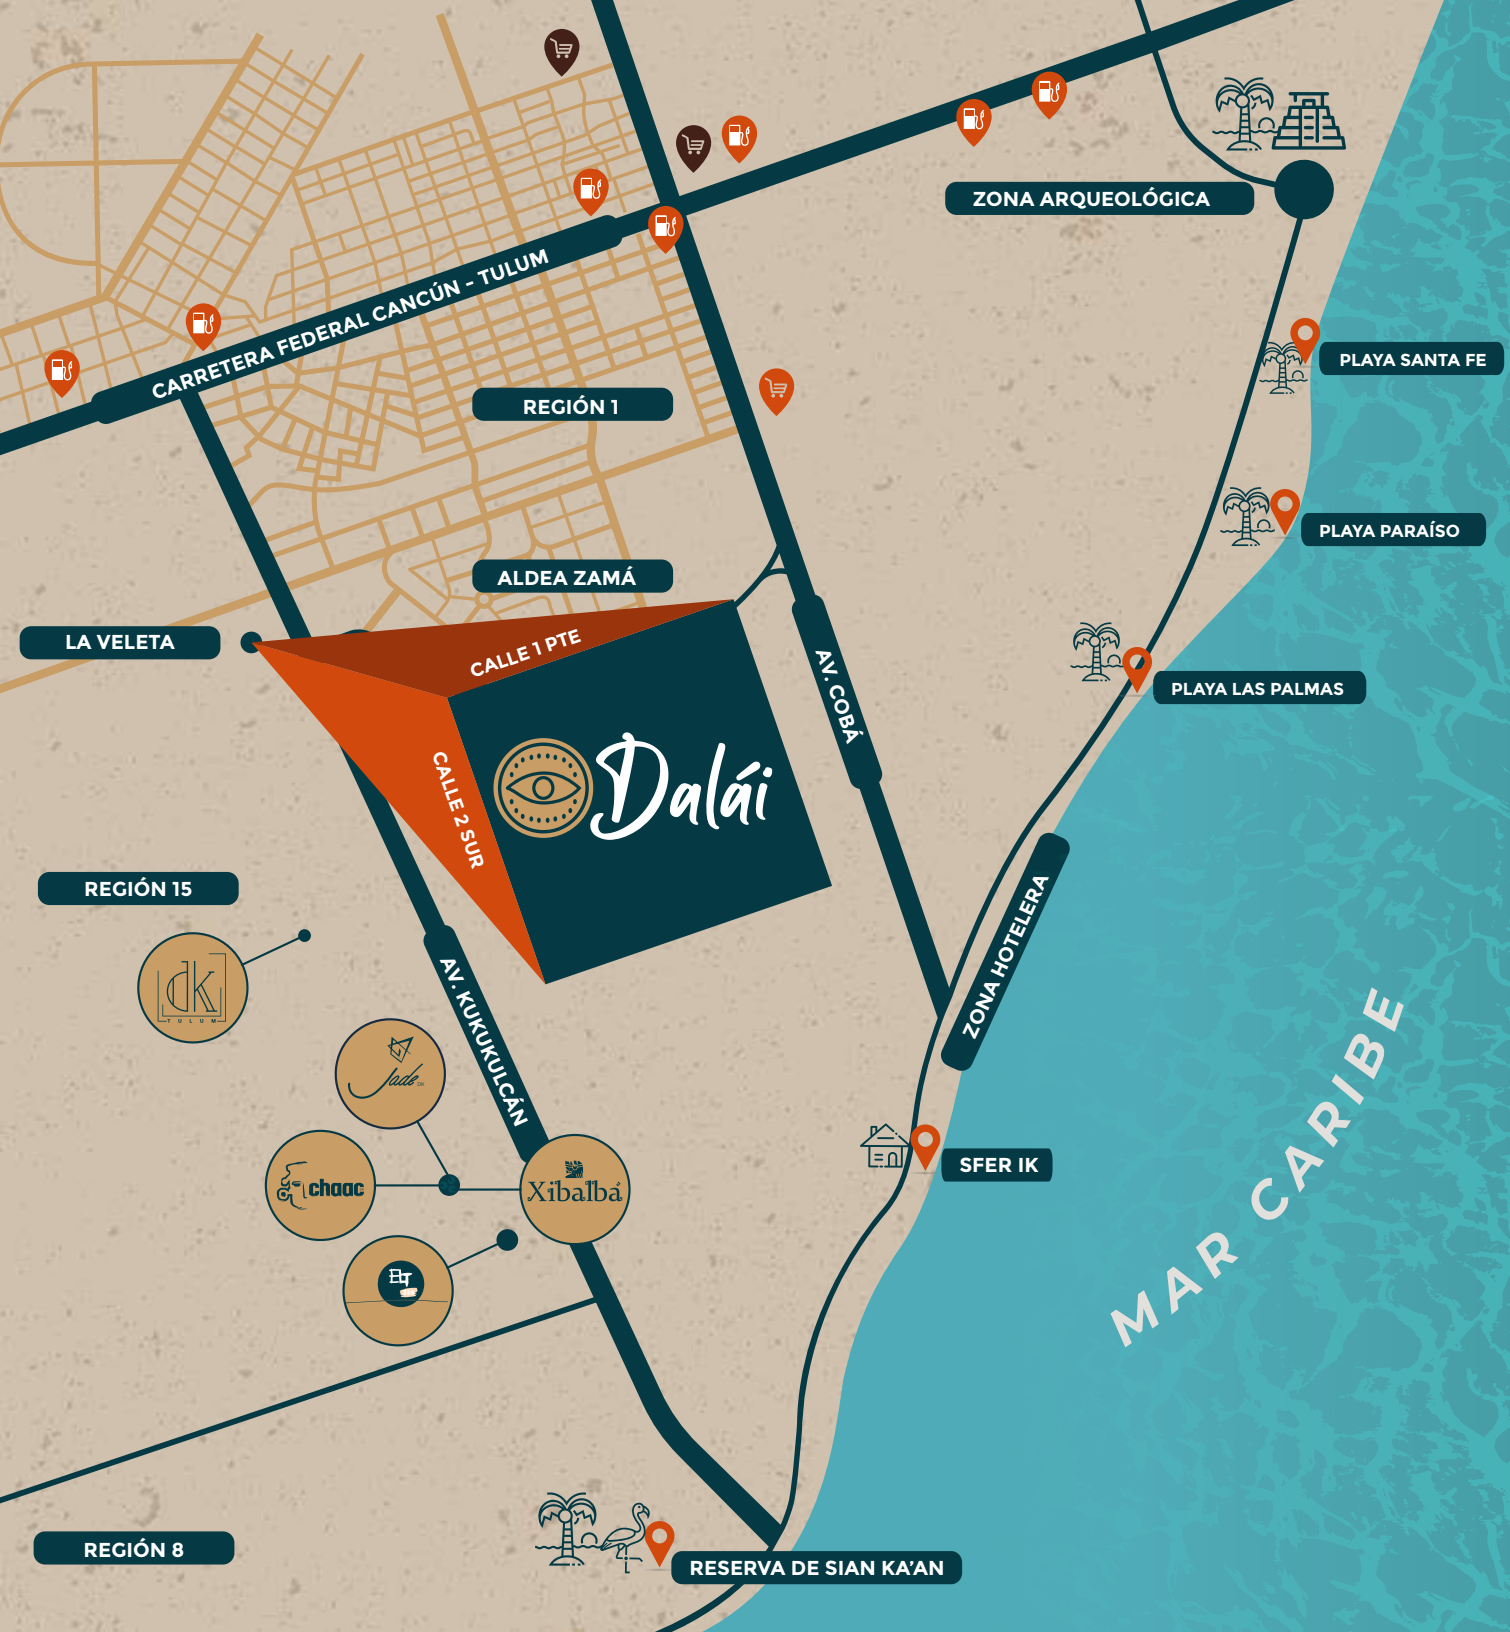 ZONA ARQUEOLÓGICA
CARRETERA FEDERAL CANCÚN - TULUM
PLAYA SANTA FE
REGIÓN 1
PLAYA PARAÍSO
ALDEA ZAMÁ
LA VELETA
CALLE 1 PTE
AV. COBÁ
PLAYA LAS PALMAS
CALLE 2 SUR
Dalái
REGIÓN 15
ZONA HOTELERA
AV. KUKUKULCÁN
dK
TULUM
MAR CARIBE
Jade
chaac
Xibalbá
SFER IK
REGIÓN 8
RESERVA DE SIAN KA'AN